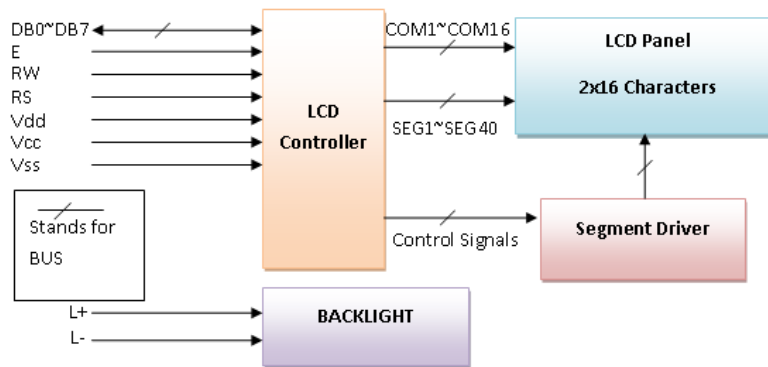 DB0~DB7
E
RW
RS
Vdd
Vcc
Vss
LCD
Controller
COM1~COM16
SEG1~SEG40
Control Signals
LCD Panel
2x16 Characters
Segment Driver
Stands for
BUS
L+
L-
BACKLIGHT